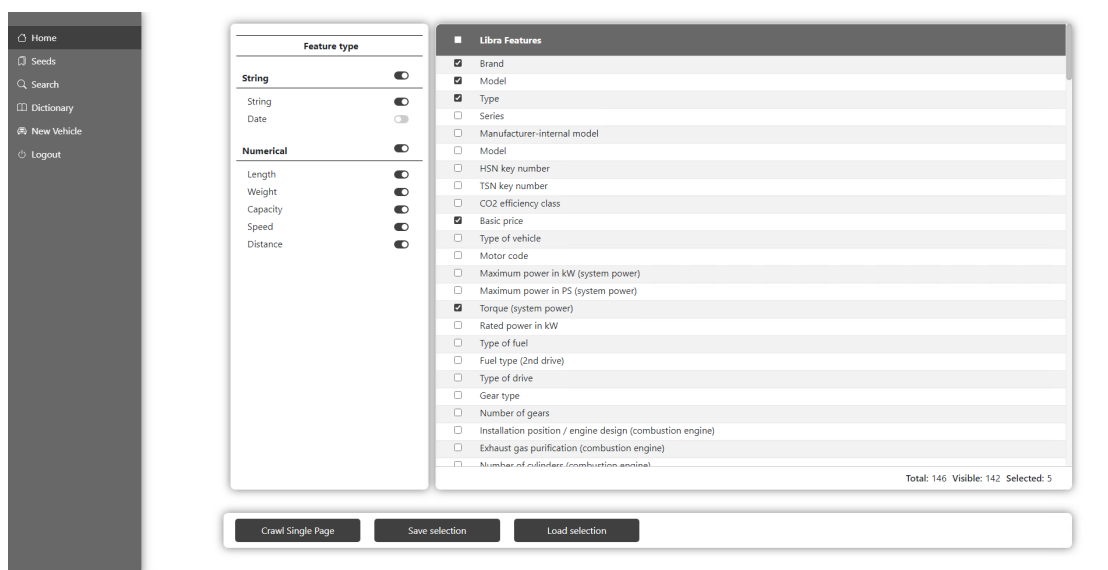 Home
Seeds
Search
Dictionary
New Vehicle
Logout
Feature type
String
String
Date
Numerical
Length
Weight
Capacity
Speed
Distance
Libra Features
Brand
Model
Type
Series
Manufacturer-internal model
Model
HSN key number
TSN key number
CO2 efficiency class
Basic price
Type of vehicle
Motor code
Maximum power in kW (system power)
Maximum power in PS (system power)
Torque (system power)
Rated power in kW
Type of fuel
Fuel type (2nd drive)
Type of drive
Gear type
Number of gears
Installation position / engine design (combustion engine)
Exhaust gas purification (combustion engine)
Number of cylinders (combustion engine)
Total: 146 Visible: 142 Selected: 5
Crawl Single Page Save selection Load selection